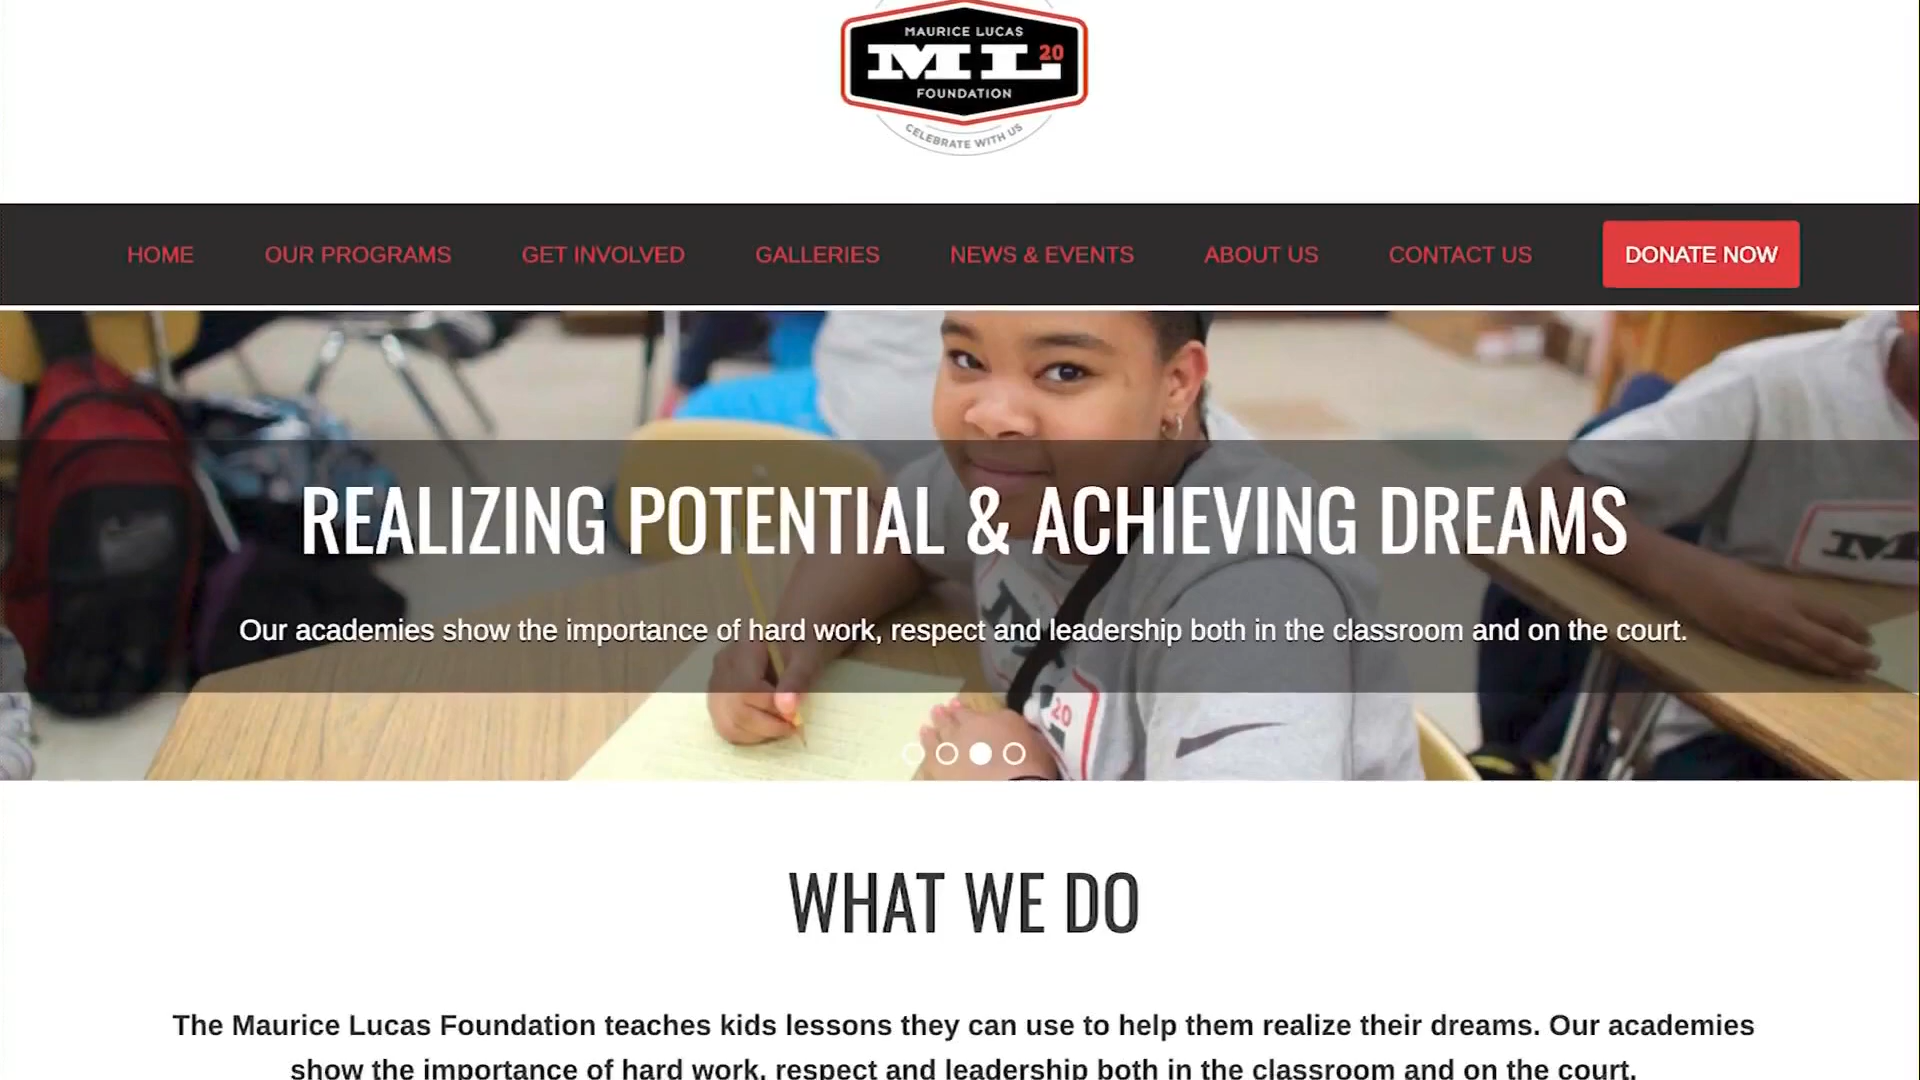 MAURICE LUCAS
ML 20
FOUNDATION
CELEBRATE WITH US
HOME OUR PROGRAMS GET INVOLVED GALLERIES NEWS & EVENTS ABOUT US CONTACT US DONATE NOW
REALIZING POTENTIAL & ACHIEVING DREAMS
Our academies show the importance of hard work, respect and leadership both in the classroom and on the court.
20
WHAT WE DO
The Maurice Lucas Foundation teaches kids lessons they can use to help them realize their dreams. Our academies
show the importance of hard work, respect and leadership both in the classroom and on the court.